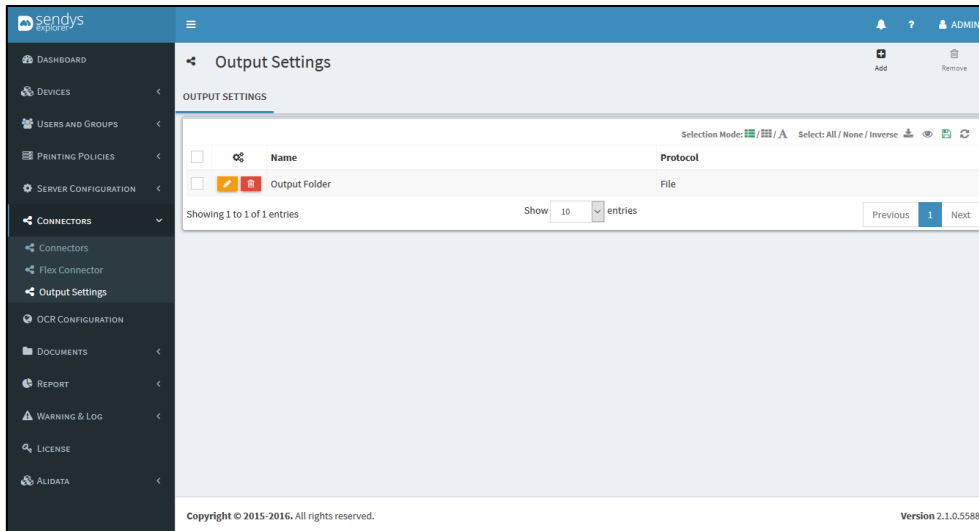 sendys
explorer
? ADMIN
DASHBOARD
DEVICES
USERS AND GROUPS
PRINTING POLICIES
SERVER CONFIGURATION
CONNECTORS
Connectors
Flex Connector
Output Settings
OCR CONFIGURATION
DOCUMENTS
REPORT
WARNING & LOG
LICENSE
ALIDATA
Output Settings
Add
Remove
OUTPUT SETTINGS
Selection Mode: / / A Select: All / None / Inverse
Name Protocol
Output Folder File
Showing 1 to 1 of 1 entries Show 10 entries Previous 1 Next
Copyright © 2015-2016. All rights reserved. Version 2.1.0.5588